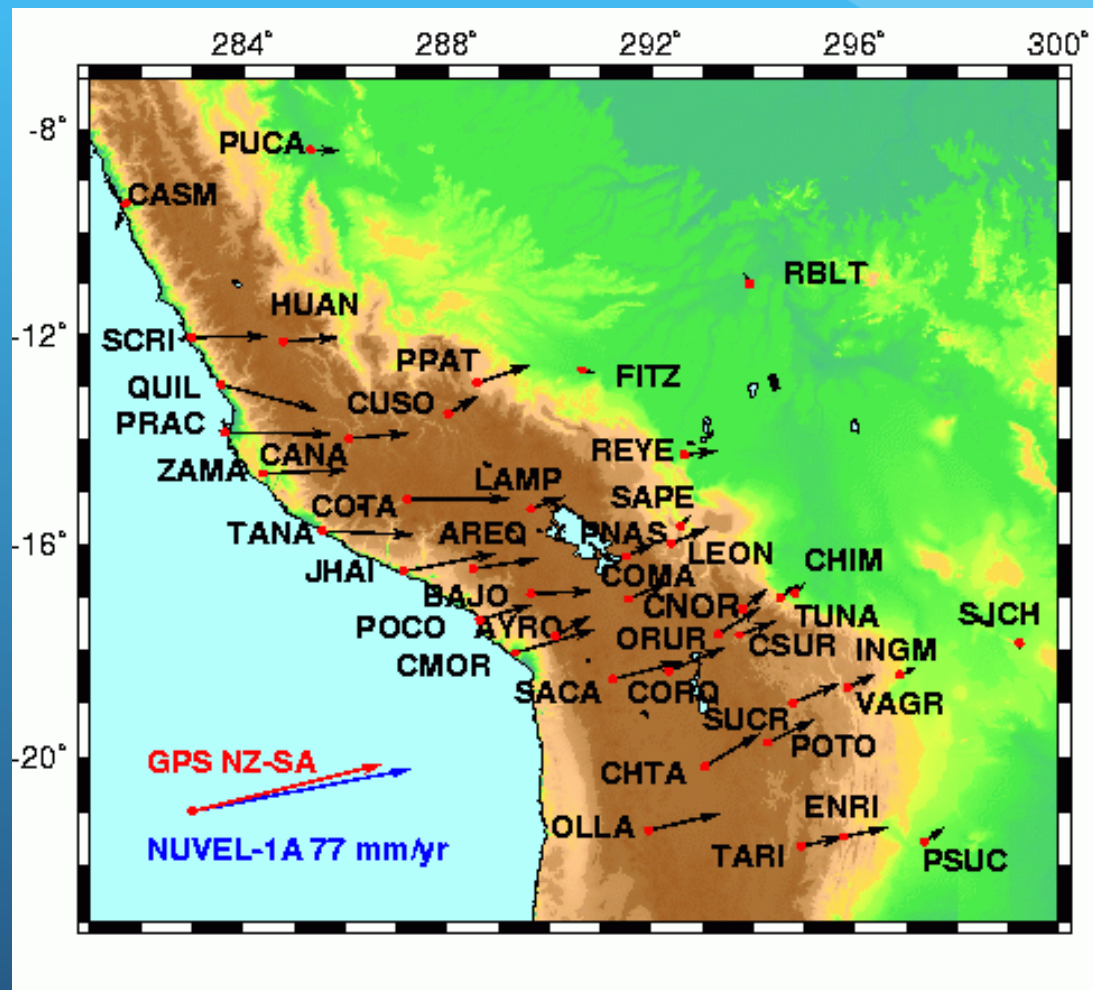 284° 288° 292° 296° 300°
-8°
PUCA
CASM
RBLT
HUAN
-12°
SCRI
PPAT
FITZ
QUIL
CUSO
PRAC
CANA
REYE
ZAMA
LAMP
COTA
SAPE
TANA
AREQ
PNAS
-16°
LEON
JHAI
COMA
CHIM
BAJO
CNOR
TUNA
SJCH
POCO
AYRO
ORUR
CSUR
INGM
CMOR
SACA
CORQ
VAGR
SUCR
POTO
-20°
GPS NZ-SA
CHTA
NUVEL-1A 77 mm/yr
OLLA
ENRI
TARI
PSUC